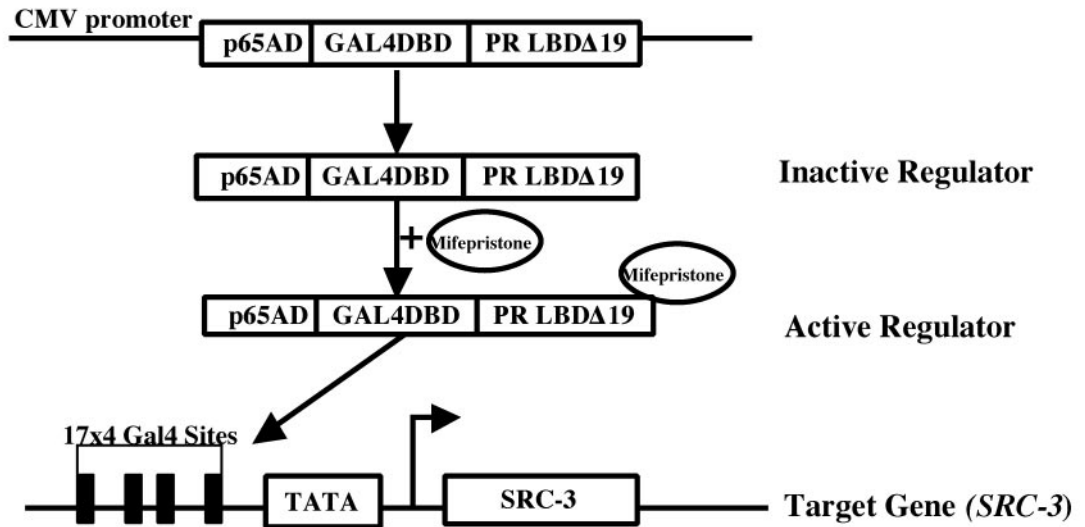 CMV promoter
p65AD GAL4DBD PR LBDΔ19
p65AD GAL4DBD PR LBDΔ19 Inactive Regulator
+ Mifepristone
Mifepristone
p65AD GAL4DBD PR LBDΔ19 Active Regulator
17x4 Gal4 Sites
TATA SRC-3 Target Gene (SRC-3)